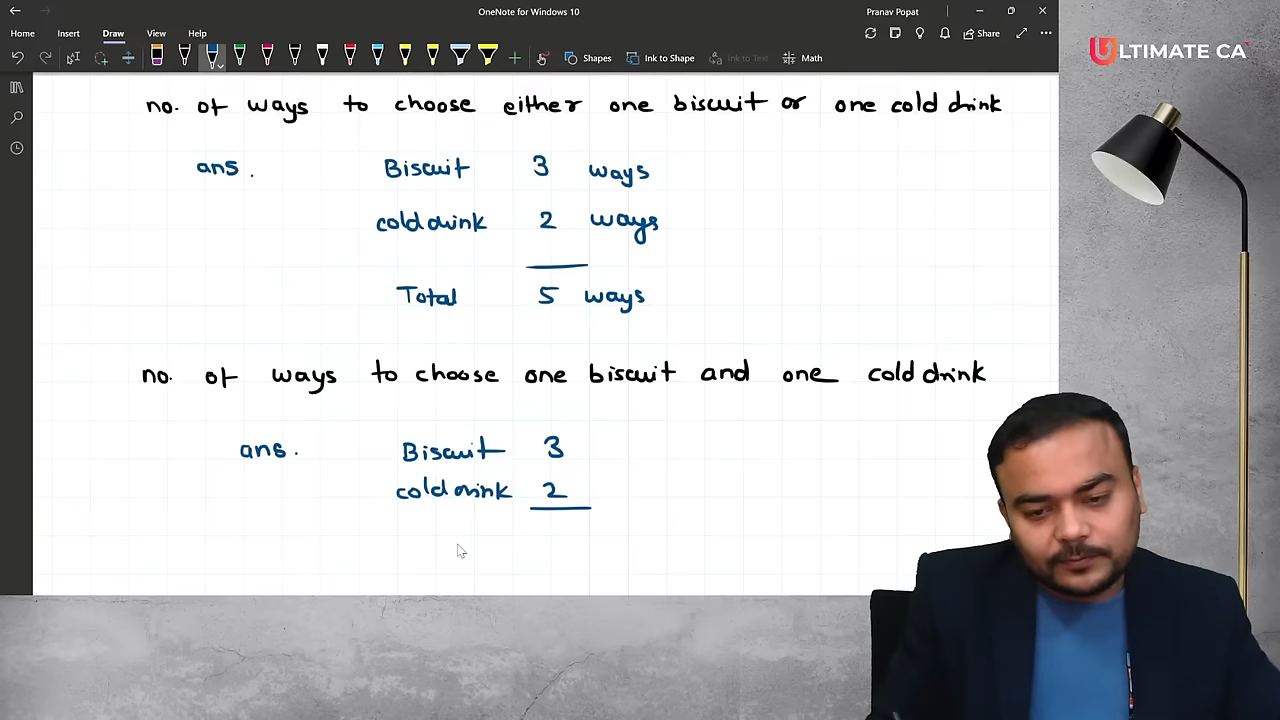 OneNote for Windows 10
Pranav Popat
Home Insert Draw View Help
Share
Shapes Ink to Shape Ink to Text Math
ULTIMATE CA
no. of ways to choose either one biscuit or one cold drink
ans. Biscuit 3 ways
cold drink 2 ways
Total 5 ways
no. of ways to choose one biscuit and one cold drink
ans. Biscuit 3
cold drink 2